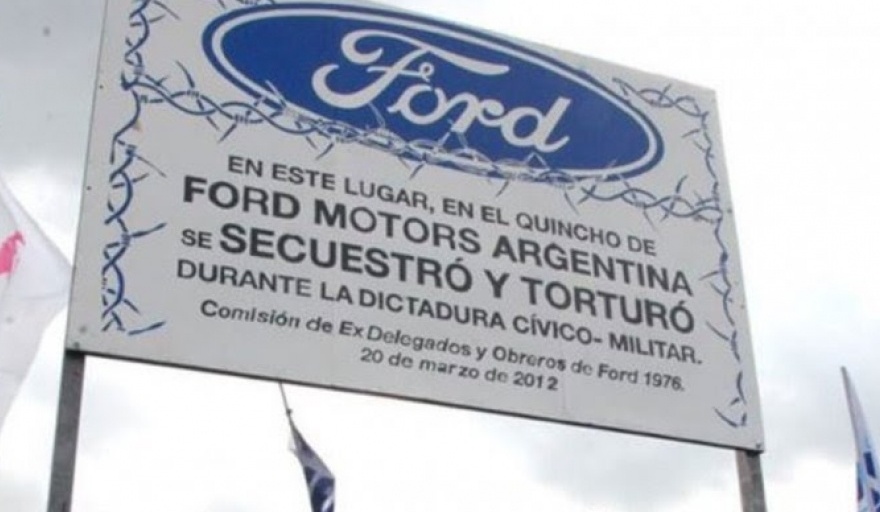 Ford
EN ESTE LUGAR, EN EL QUINCHO DE
FORD MOTORS ARGENTINA
SE SECUESTRÓ Y TORTURÓ
DURANTE LA DICTADURA CÍVICO- MILITAR.
Comisión de Ex Delegados y Obreros de Ford 1976.
20 de marzo de 2012